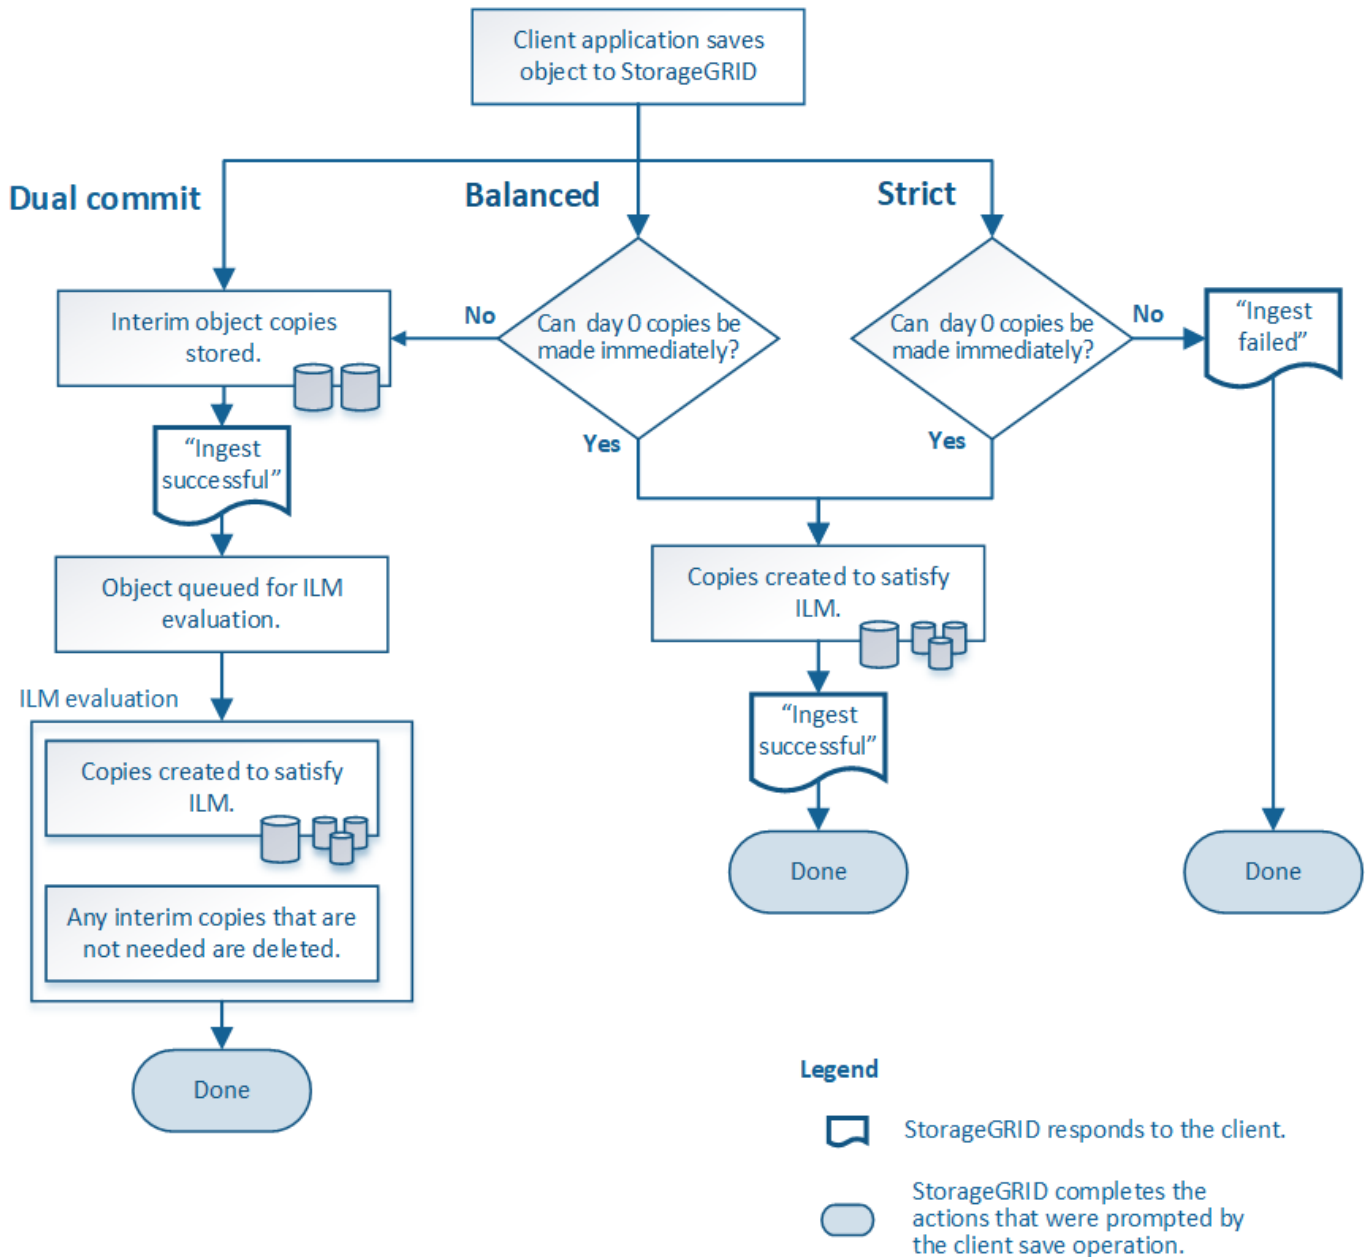 Client application saves
object to StorageGRID
Dual commit
Balanced
Strict
Interim object copies
stored.
No
Can day 0 copies be
made immediately?
Can day 0 copies be
made immediately?
No
“Ingest
failed”
Yes
Yes
“Ingest
successful”
Object queued for ILM
evaluation.
Copies created to satisfy
ILM.
ILM evaluation
“Ingest
successful”
Copies created to satisfy
ILM.
Any interim copies that are
not needed are deleted.
Done
Done
Done
Legend
StorageGRID responds to the client.
StorageGRID completes the
actions that were prompted by
the client save operation.